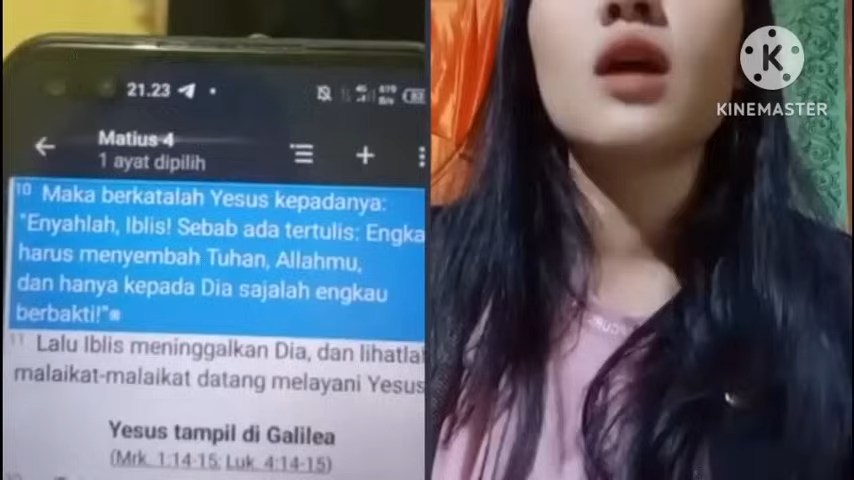 21.23
Matius 4
1 ayat dipilih
10 Maka berkatalah Yesus kepadanya:
"Enyahlah, Iblis! Sebab ada tertulis: Engka
harus menyembah Tuhan, Allahmu,
dan hanya kepada Dia sajalah engkau
berbakti!"
11 Lalu Iblis meninggalkan Dia, dan lihatla
malaikat-malaikat datang melayani Yesus
Yesus tampil di Galilea
(Mrk. 1:14-15; Luk. 4:14-15)
K
KINEMASTER